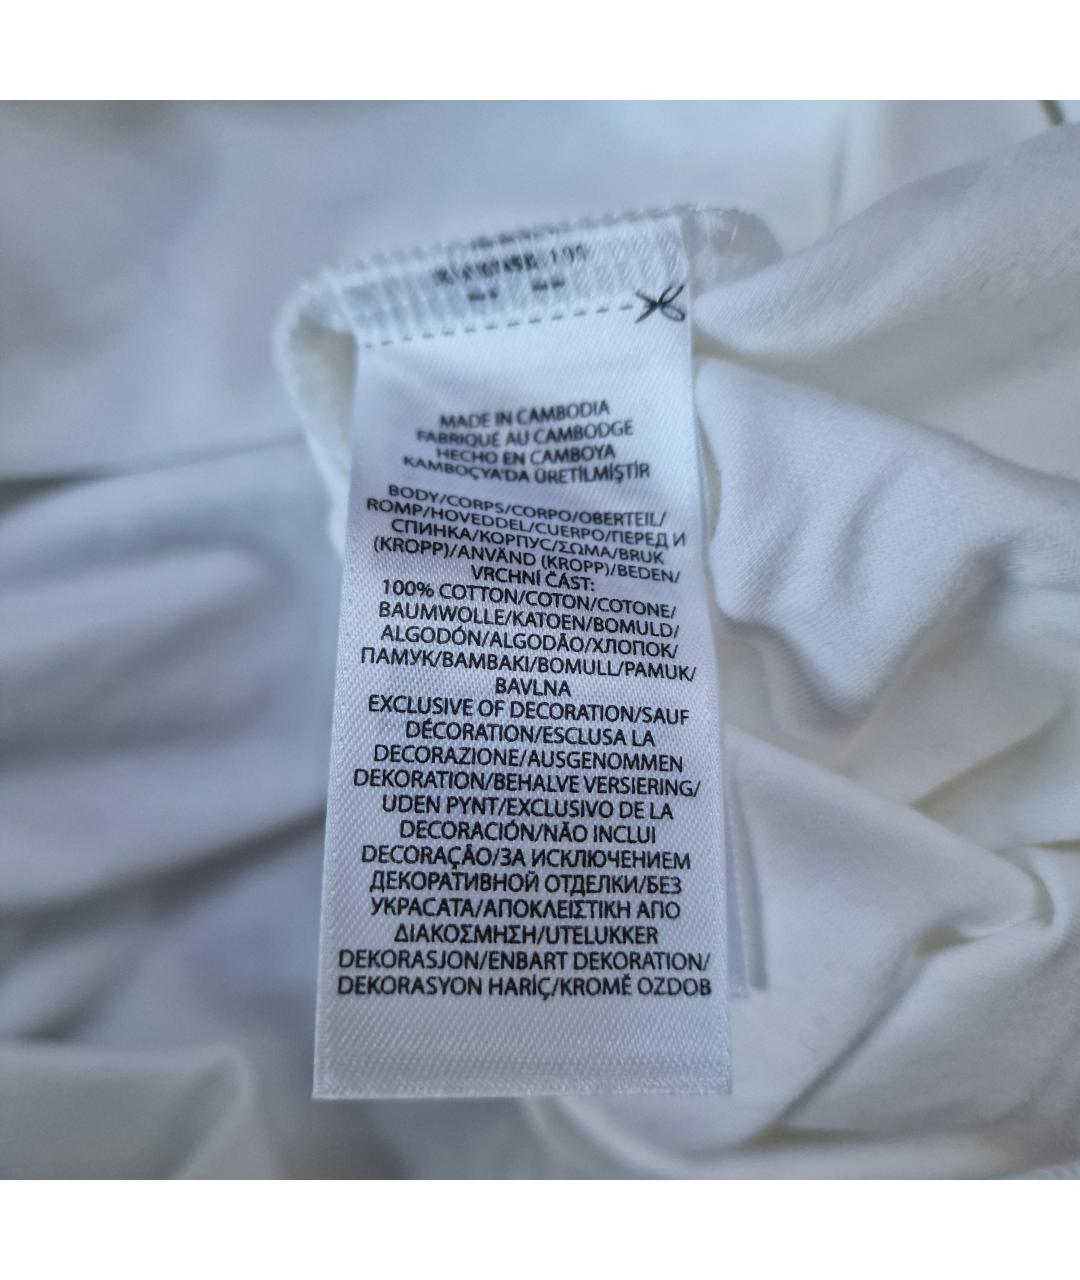 MADE IN CAMBODIA
FABRIQUÉ AU CAMBODGE
HECHO EN CAMBOYA
KAMBOÇYA'DA ÜRETİLMİŞTİR
BODY/CORPS/CORPO/OBERTEIL/
ROMP/HOVEDDEL/CUERPO/ПЕРЕД И
СПИНКА/КОРПУС/ΣΩΜΑ/BRUK
(KROPP)/ANVÄND (KROPP)/BEDEN/
VRCHNÍ ČÁST:
100% COTTON/COTON/COTONE/
BAUMWOLLE/KATOEN/BOMULD/
ALGODÓN/ALGODÃO/ХЛОПОК/
ПАМУК/ΒΑΜΒΑΚΙ/BOMULL/PAMUK/
BAVLNA
EXCLUSIVE OF DECORATION/SAUF
DÉCORATION/ESCLUSA LA
DECORAZIONE/AUSGENOMMEN
DEKORATION/BEHALVE VERSIERING/
UDEN PYNT/EXCLUSIVO DE LA
DECORACIÓN/NÃO INCLUI
DECORAÇÃO/ЗА ИСКЛЮЧЕНИЕМ
ДЕКОРАТИВНОЙ ОТДЕЛКИ/БЕЗ
УКРАСАТА/ΑΠΟΚΛΕΙΣΤΙΚΗ ΑΠΟ
ΔΙΑΚΟΣΜΗΣΗ/UTELUKKER
DEKORASJON/ENBART DEKORATION/
DEKORASYON HARİÇ/KROMĚ OZDOB